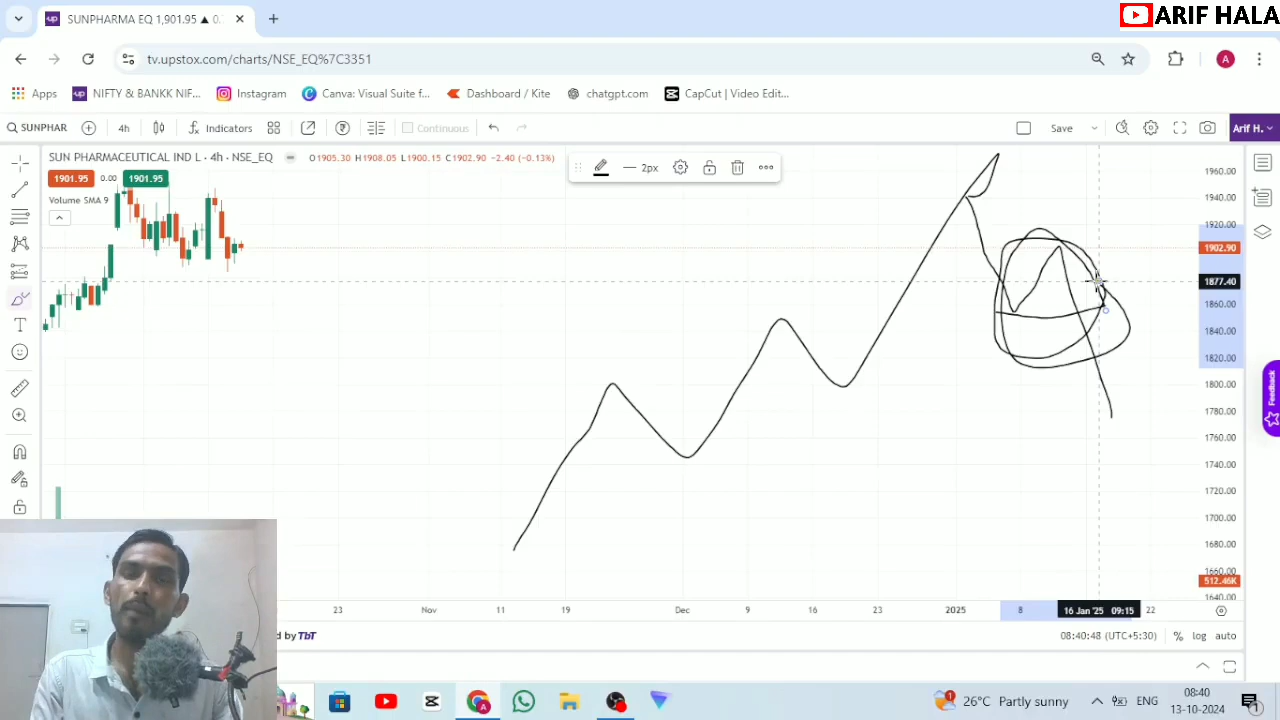 SUNPHARMA EQ 1,901.95 ▲ 0.
ARIF HALA
tv.upstox.com/charts/NSE_EQ%7C3351
A
Apps
NIFTY & BANKK NIF...
Instagram
Canva: Visual Suite f...
Dashboard / Kite
chatgpt.com
CapCut | Video Edit...
SUNPHAR
4h
Indicators
Continuous
Save
Arif H.
SUN PHARMACEUTICAL IND L · 4h · NSE_EQ
O1905.30 H1908.05 L1900.15 C1902.90 −2.40 (−0.13%)
1901.95 0.00 1901.95
Volume SMA 9
2px
1960.00
1940.00
1920.00
1902.90
1877.40
1860.00
1840.00
1820.00
1800.00
1780.00
1760.00
1740.00
1720.00
1700.00
1680.00
1660.00
512.46K
1640.00
Feedback
23 Nov 11 19 Dec 9 16 23 2025 8 16 Jan '25 09:15 22
d by TbT
08:40:48 (UTC+5:30) % log auto
26°C Partly sunny
1
ENG
08:40
13-10-2024
1